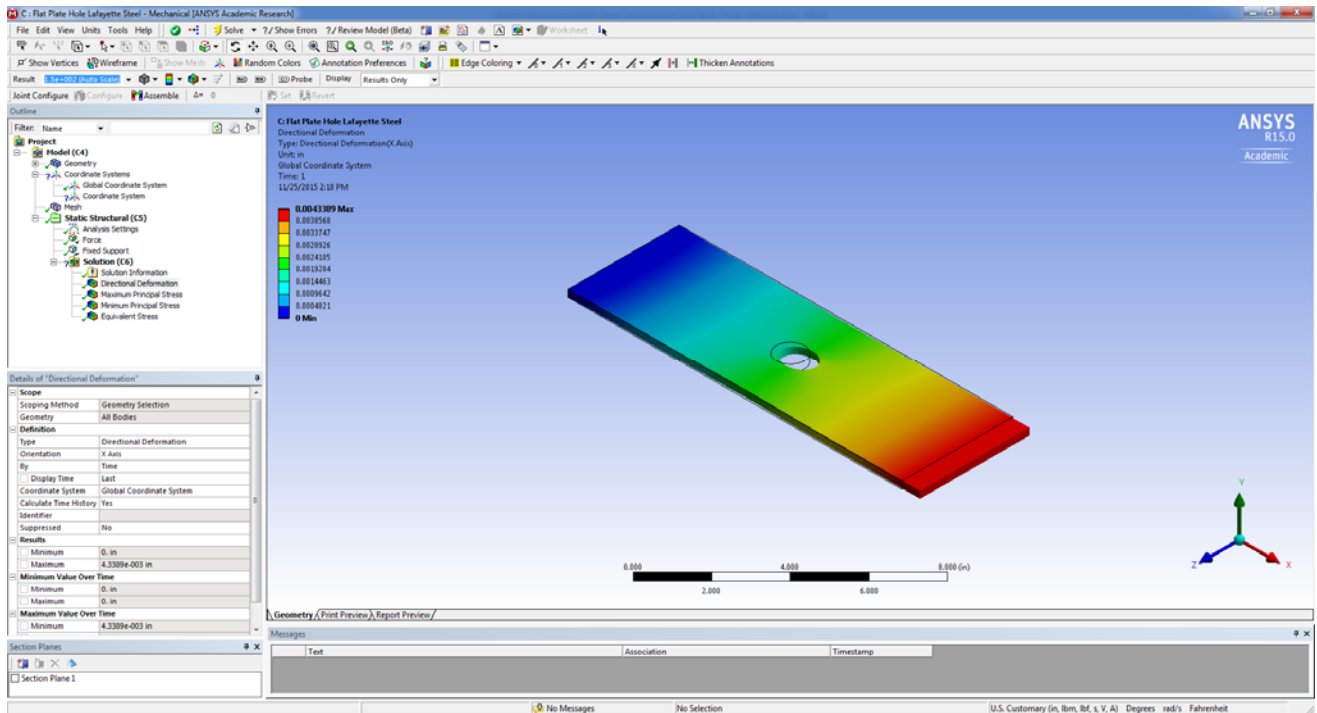 C : Flat Plate Hole Lafayette Steel - Mechanical [ANSYS Academic Research]
File Edit View Units Tools Help Solve ?/ Show Errors ?/ Review Model (Beta) Worksheet
Show Vertices Wireframe Show Mesh Random Colors Annotation Preferences Edge Coloring Thicken Annotations
Result 1.5e+002 (Auto Scale) Probe Display Results Only
Joint Configure Configure Assemble Δ= 0 Set Revert
Outline
Filter: Name
Project
Model (C4)
Geometry
Coordinate Systems
Global Coordinate System
Coordinate System
Mesh
Static Structural (C5)
Analysis Settings
Force
Fixed Support
Solution (C6)
Solution Information
Directional Deformation
Maximum Principal Stress
Minimum Principal Stress
Equivalent Stress
Details of "Directional Deformation"
Scope
Scoping Method Geometry Selection
Geometry All Bodies
Definition
Type Directional Deformation
Orientation X Axis
By Time
Display Time Last
Coordinate System Global Coordinate System
Calculate Time History Yes
Identifier
Suppressed No
Results
Minimum 0. in
Maximum 4.3389e-003 in
Minimum Value Over Time
Minimum 0. in
Maximum 0. in
Maximum Value Over Time
Minimum 4.3389e-003 in
Section Planes
Section Plane 1
C: Flat Plate Hole Lafayette Steel
Directional Deformation
Type: Directional Deformation(X Axis)
Unit: in
Global Coordinate System
Time: 1
11/25/2015 2:18 PM
0.0043389 Max
0.0038568
0.0033747
0.0028926
0.0024105
0.0019284
0.0014463
0.0009642
0.0004821
0 Min
ANSYS
R15.0
Academic
Y
Z
X
0.000 4.000 8.000 (in)
2.000 6.000
Geometry Print Preview Report Preview
Messages
Text Association Timestamp
No Messages No Selection U.S. Customary (in, lbm, lbf, s, V, A) Degrees rad/s Fahrenheit